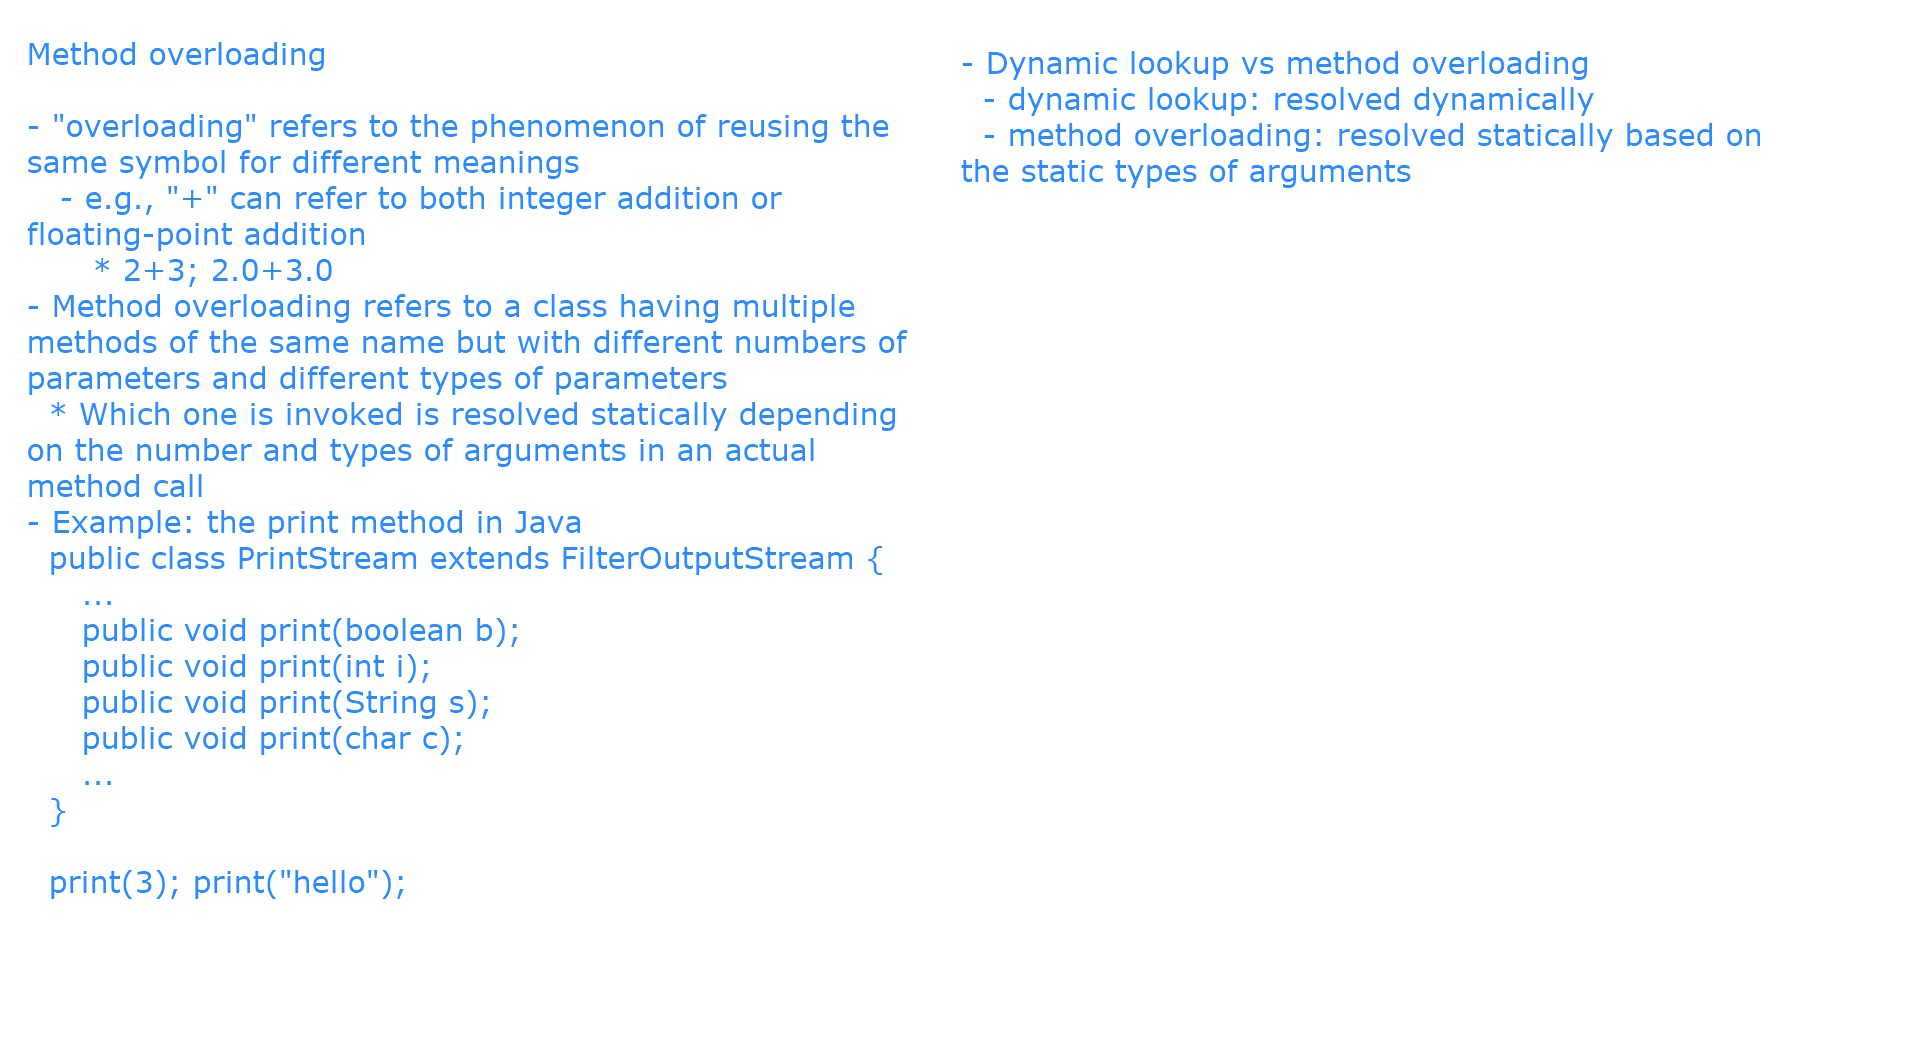 Method overloading

- "overloading" refers to the phenomenon of reusing the
same symbol for different meanings
   - e.g., "+" can refer to both integer addition or
floating-point addition
      * 2+3; 2.0+3.0
- Method overloading refers to a class having multiple
methods of the same name but with different numbers of
parameters and different types of parameters
  * Which one is invoked is resolved statically depending
on the number and types of arguments in an actual
method call
- Example: the print method in Java
  public class PrintStream extends FilterOutputStream {
     ...
     public void print(boolean b);
     public void print(int i);
     public void print(String s);
     public void print(char c);
     ...
  }

  print(3); print("hello");

- Dynamic lookup vs method overloading
  - dynamic lookup: resolved dynamically
  - method overloading: resolved statically based on
the static types of arguments